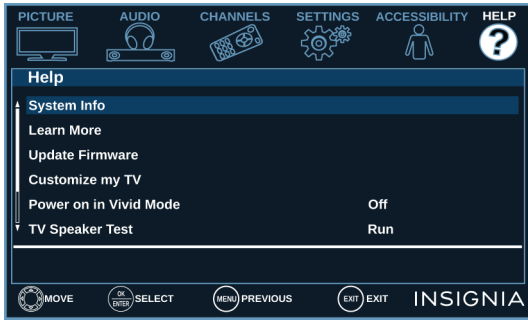 PICTURE AUDIO CHANNELS SETTINGS ACCESSIBILITY HELP
?
Help
System Info
Learn More
Update Firmware
Customize my TV
Power on in Vivid Mode Off
TV Speaker Test Run
MOVE OK ENTER SELECT MENU PREVIOUS EXIT EXIT INSIGNIA